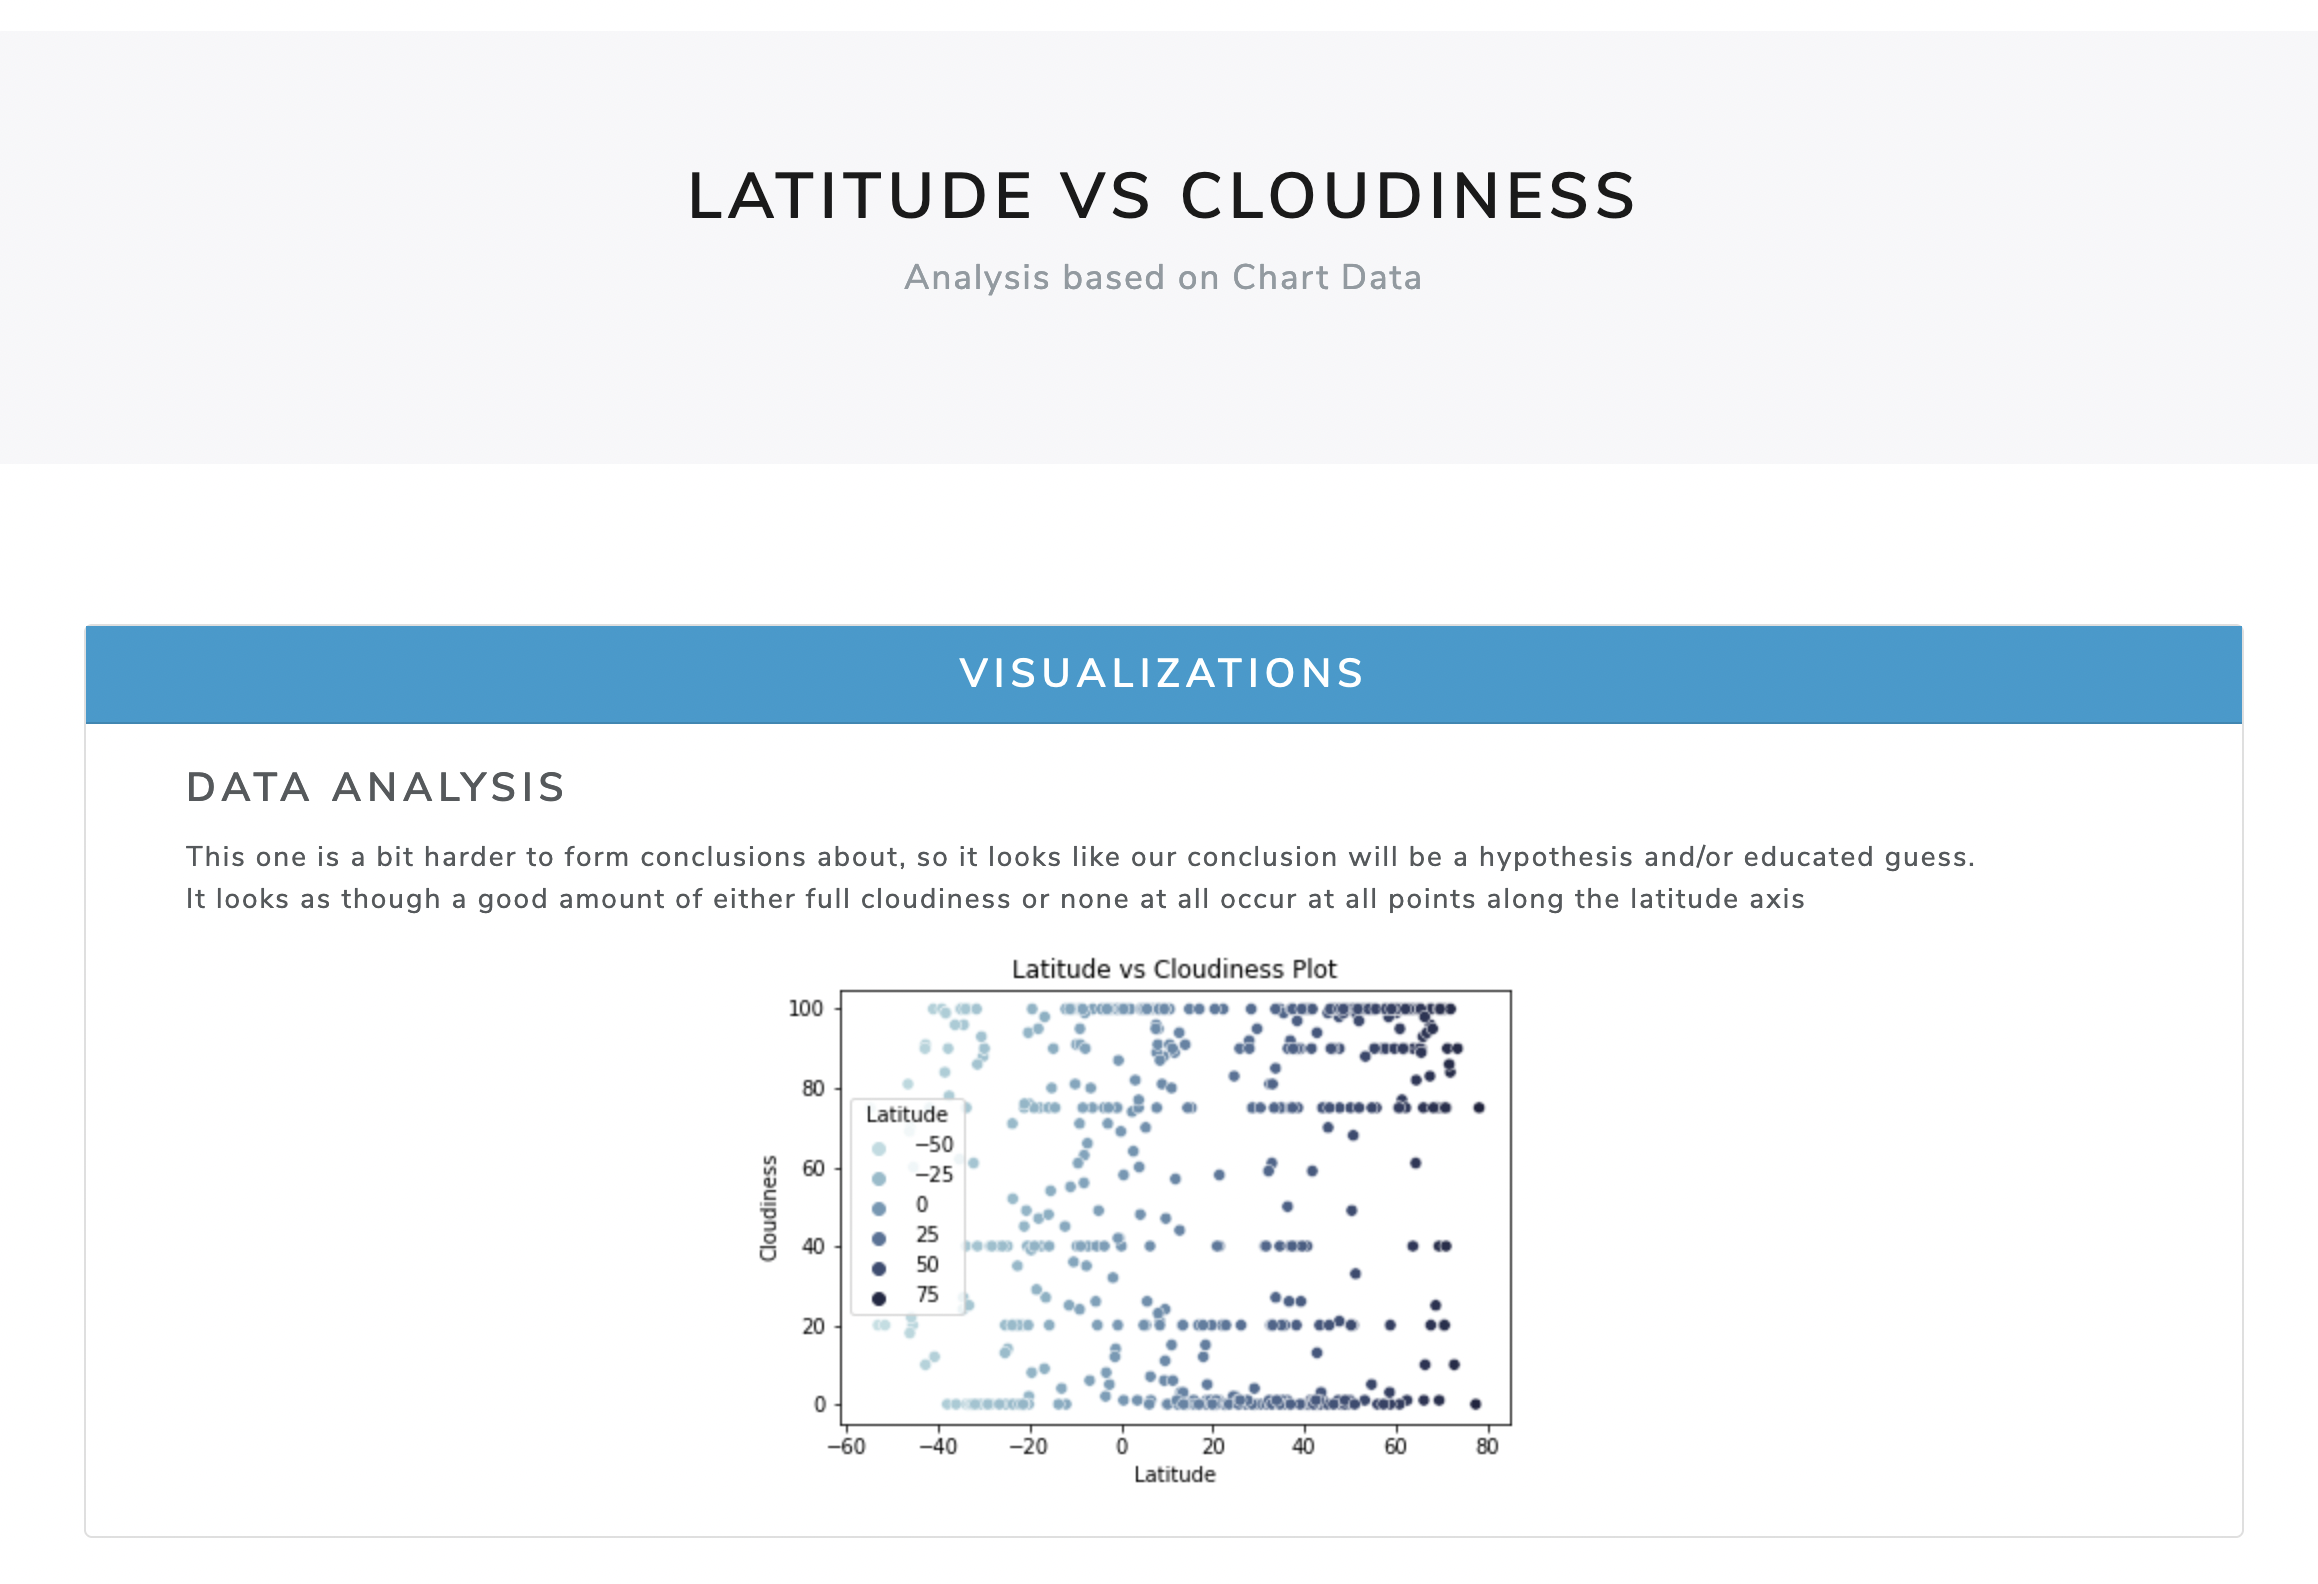 LATITUDE VS CLOUDINESS
Analysis based on Chart Data
VISUALIZATIONS
DATA ANALYSIS
This one is a bit harder to form conclusions about, so it looks like our conclusion will be a hypothesis and/or educated guess.
It looks as though a good amount of either full cloudiness or none at all occur at all points along the latitude axis
Latitude vs Cloudiness Plot
100
80
60
40
20
0
Cloudiness
Latitude
−50
−25
0
25
50
75
−60 −40 −20 0 20 40 60 80
Latitude